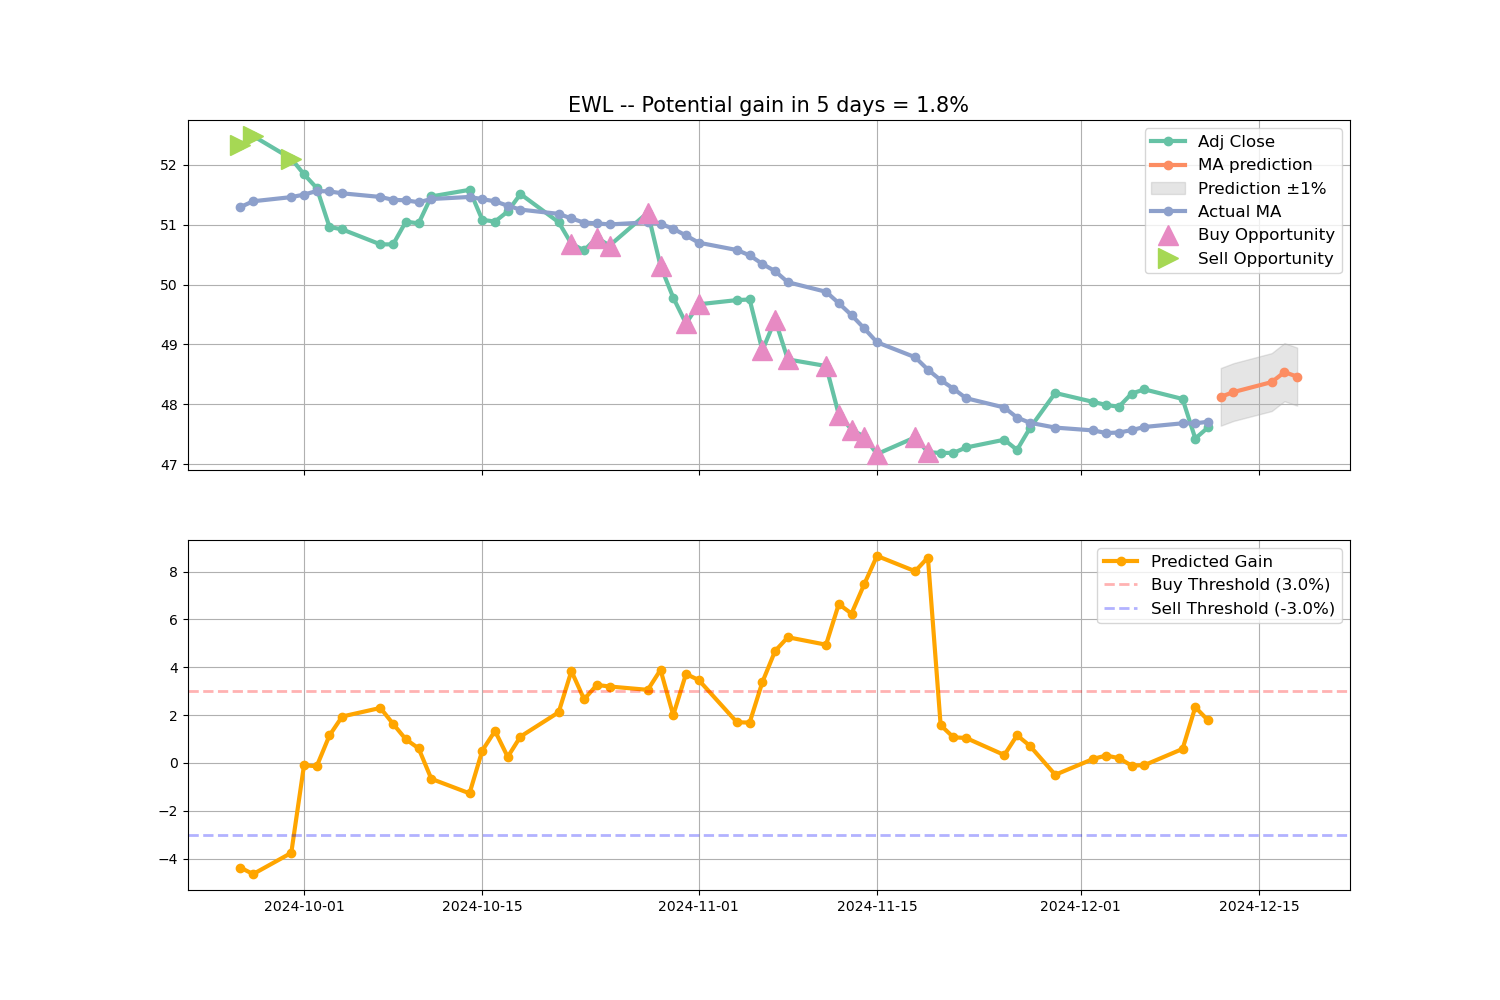 EWL -- Potential gain in 5 days = 1.8%
52
51
50
49
48
47
Adj Close
MA prediction
Prediction ±1%
Actual MA
Buy Opportunity
Sell Opportunity
8
6
4
2
0
−2
−4
Predicted Gain
Buy Threshold (3.0%)
Sell Threshold (-3.0%)
2024-10-01 2024-10-15 2024-11-01 2024-11-15 2024-12-01 2024-12-15